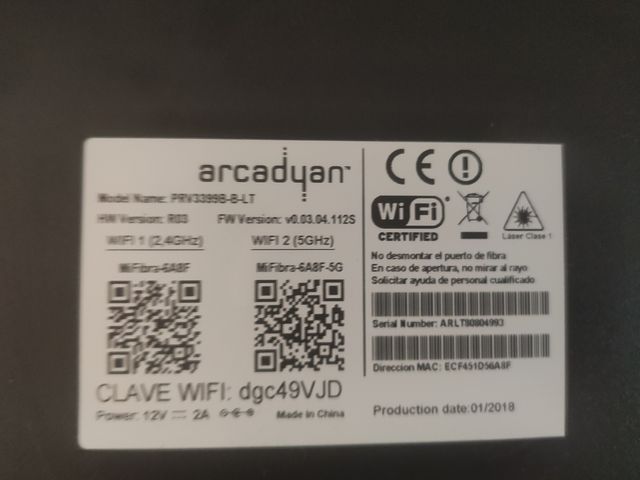 arcadyan™
Model Name: PRV3399B-B-LT
HW Version: R03 FW Version: v0.03.04.112S
WIFI 1 (2,4GHz) WIFI 2 (5GHz)
MiFibra-6A8F MiFibra-6A8F-5G
CLAVE WIFI: dgc49VJD
Power: 12V 2A Made in China
CE
WiFi®
CERTIFIED
Láser Clase 1
No desmontar el puerto de fibra
En caso de apertura, no mirar al rayo
Solicitar ayuda de personal cualificado
Serial Number: ARLT80804993
Direccion MAC: ECF451D56A8F
Production date:01/2018